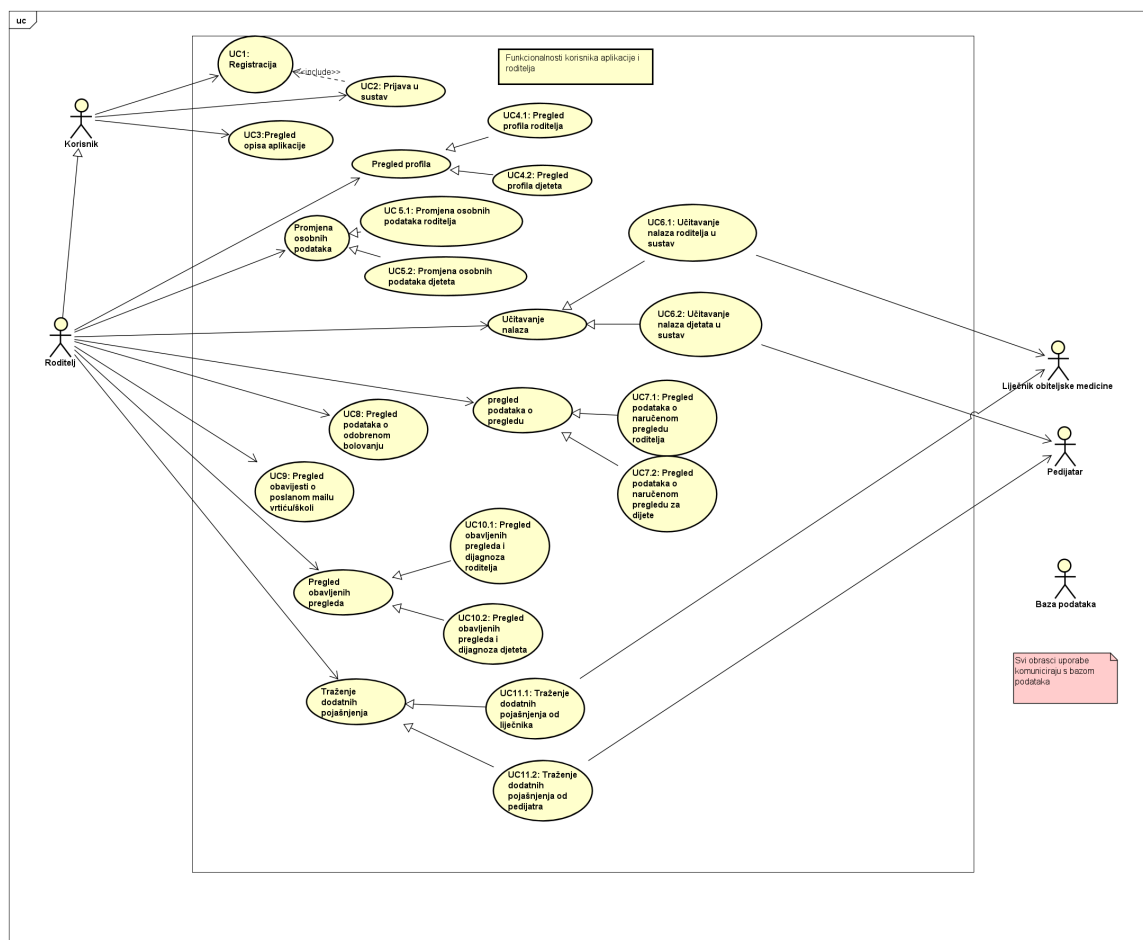 uc
UC1:
Registracija
<<include>>
UC2: Prijava u
sustav
UC3:Pregled
opisa aplikacije
Funkcionalnosti korisnika aplikacije i
roditelja
Korisnik
Pregled profila
UC4.1: Pregled
profila roditelja
UC4.2: Pregled
profila djeteta
Promjena
osobnih
podataka
UC 5.1: Promjena osobnih
podataka roditelja
UC5.2: Promjena osobnih
podataka djeteta
UC6.1: Učitavanje
nalaza roditelja u
sustav
Učitavanje
nalaza
UC6.2: Učitavanje
nalaza djetata u
sustav
Roditelj
Liječnik obiteljske medicine
pregled
podataka o
pregledu
UC7.1: Pregled
podataka o
naručenom
pregledu
roditelja
UC7.2: Pregled
podataka o
naručenom
pregledu za
dijete
UC8: Pregled
podataka o
odobrenom
bolovanju
Pedijatar
UC9: Pregled
obavijesti o
poslanom mailu
vrtiću/školi
Pregled
obavljenih
pregleda
UC10.1: Pregled
obavljenih
pregleda i
dijagnoza
roditelja
UC10.2: Pregled
obavljenih
pregleda i
dijagnoza djeteta
Baza podataka
Svi obrasci uporabe
komuniciraju s bazom
podataka
Traženje
dodatnih
pojašnjenja
UC11.1: Traženje
dodatnih
pojašnjenja od
liječnika
UC11.2: Traženje
dodatnih
pojašnjenja od
pedijatra